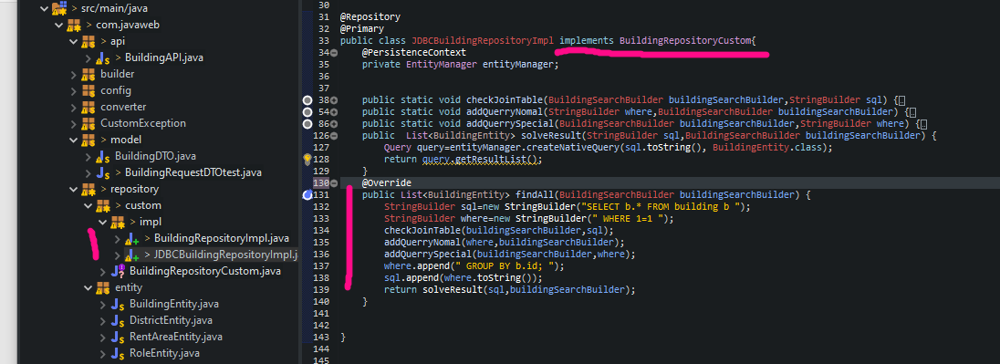 > src/main/java
> com.javaweb
> api
> BuildingAPI.java
builder
config
converter
CustomException
> model
BuildingDTO.java
> BuildingRequestDTOtest.java
> repository
> custom
> impl
> BuildingRepositoryImpl.java
> JDBCBuildingRepositoryImpl.j
BuildingRepositoryCustom.java
entity
BuildingEntity.java
DistrictEntity.java
RentAreaEntity.java
RoleEntity.java
30
31 @Repository
32 @Primary
33 public class JDBCBuildingRepositoryImpl implements BuildingRepositoryCustom{
34 @PersistenceContext
35 private EntityManager entityManager;
36
37
38 public static void checkJoinTable(BuildingSearchBuilder buildingSearchBuilder,StringBuilder sql) {
54 public static void addQuerryNomal(StringBuilder where,BuildingSearchBuilder buildingSearchBuilder) {
86 public static void addQuerrySpecial(BuildingSearchBuilder buildingSearchBuilder,StringBuilder where) {
126 public List<BuildingEntity> solveResult(StringBuilder sql,BuildingSearchBuilder buildingSearchBuilder) {
127 Query query=entityManager.createNativeQuery(sql.toString(), BuildingEntity.class);
128 return query.getResultList();
129 }
130 @Override
131 public List<BuildingEntity> findAll(BuildingSearchBuilder buildingSearchBuilder) {
132 StringBuilder sql=new StringBuilder("SELECT b.* FROM building b ");
133 StringBuilder where=new StringBuilder(" WHERE 1=1 ");
134 checkJoinTable(buildingSearchBuilder,sql);
135 addQuerryNomal(where,buildingSearchBuilder);
136 addQuerrySpecial(buildingSearchBuilder,where);
137 where.append(" GROUP BY b.id; ");
138 sql.append(where.toString());
139 return solveResult(sql,buildingSearchBuilder);
140 }
141
142
143 }
144
145